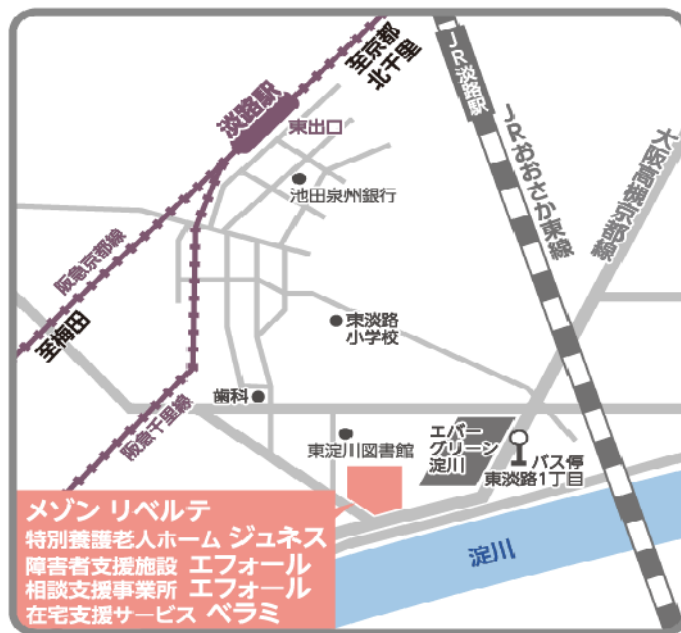 至京都
北千里
淡路駅
東出口
JR淡路駅
JRおおさか東線
大阪高槻京都線
池田泉州銀行
阪急京都線
至梅田
東淡路
小学校
歯科
阪急千里線
東淀川図書館
エバー
グリーン
淀川
バス停
東淡路1丁目
淀川
メゾン リベルテ
特別養護老人ホーム ジュネス
障害者支援施設 エフォール
相談支援事業所 エフォール
在宅支援サービス ベラミ